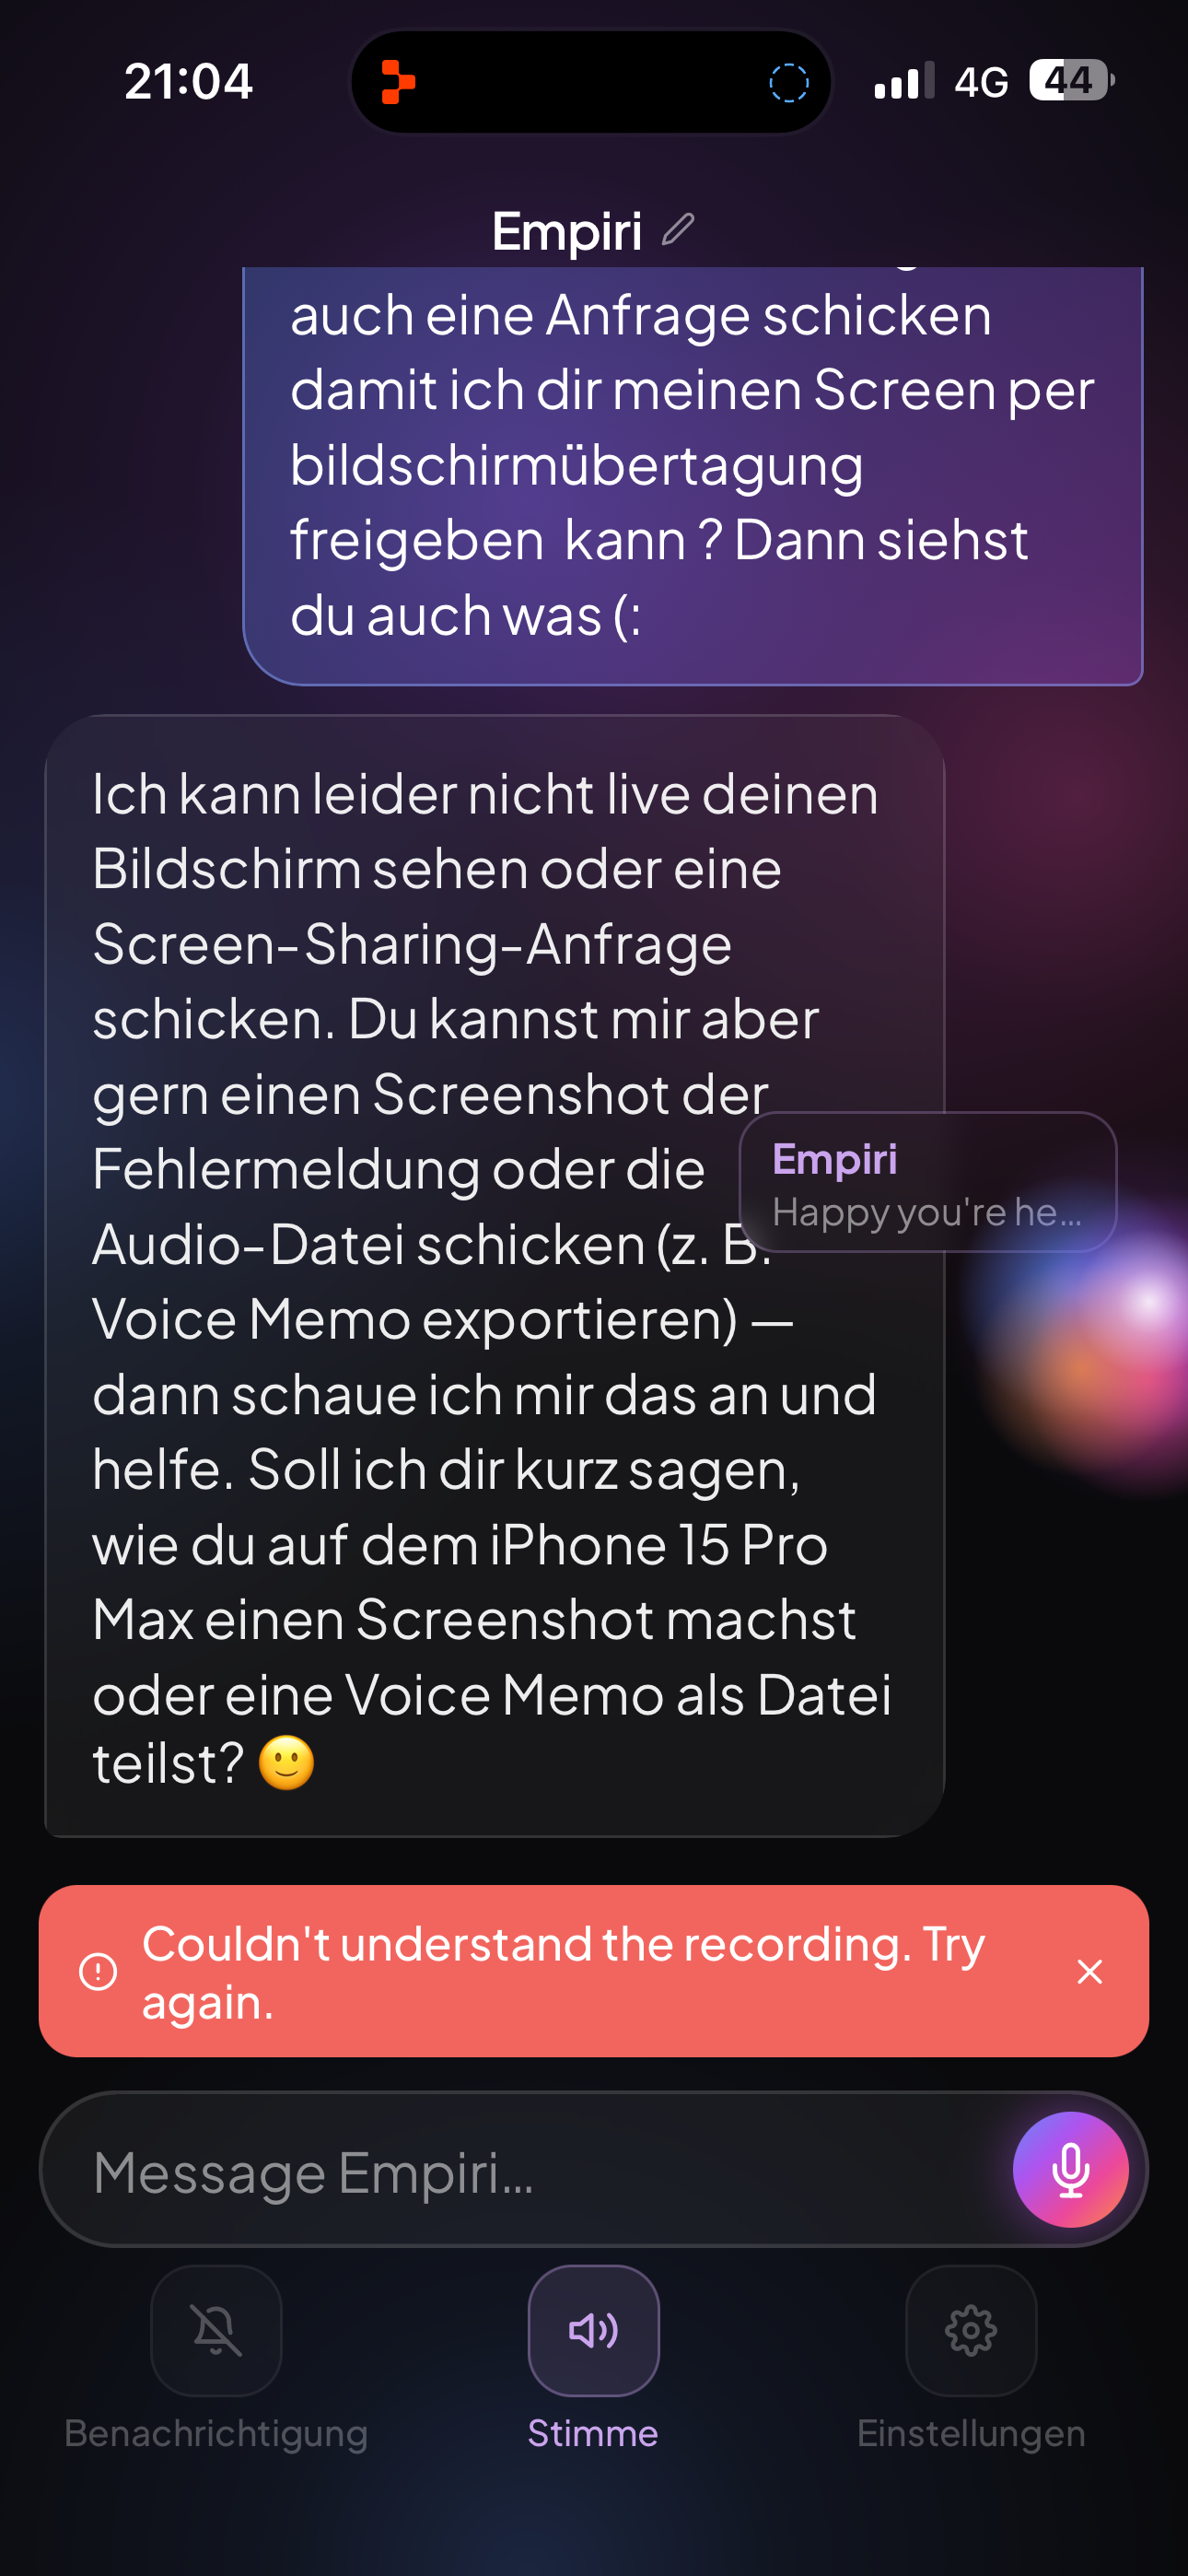 21:04
4G
44
Empiri
auch eine Anfrage schicken
damit ich dir meinen Screen per
bildschirmübertagung
freigeben  kann ? Dann siehst
du auch was (:
Ich kann leider nicht live deinen
Bildschirm sehen oder eine
Screen-Sharing-Anfrage
schicken. Du kannst mir aber
gern einen Screenshot der
Fehlermeldung oder die
Audio-Datei schicken (z. B.
Voice Memo exportieren) —
dann schaue ich mir das an und
helfe. Soll ich dir kurz sagen,
wie du auf dem iPhone 15 Pro
Max einen Screenshot machst
oder eine Voice Memo als Datei
teilst? 🙂
Empiri
Happy you're he...
Couldn't understand the recording. Try
again.
Message Empiri...
Benachrichtigung
Stimme
Einstellungen